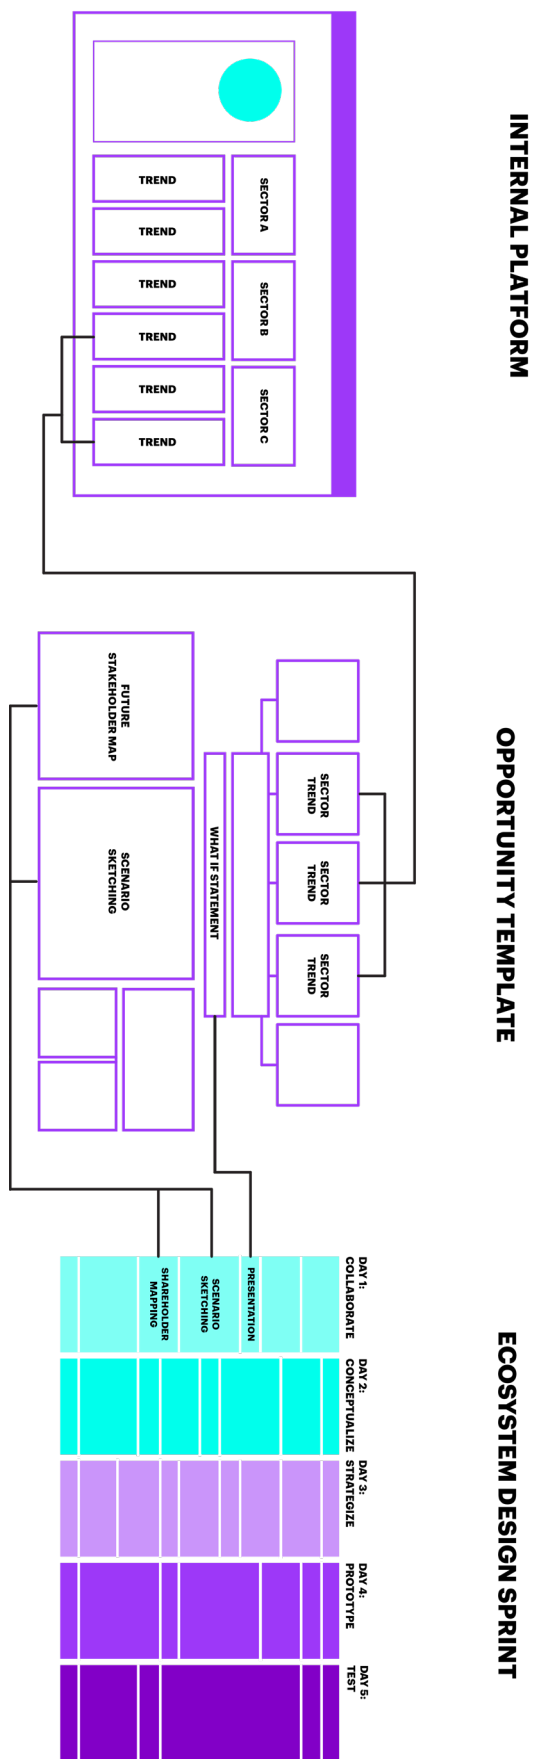 INTERNAL PLATFORM
SECTOR A
SECTOR B
SECTOR C
TREND
TREND
TREND
TREND
TREND
TREND
OPPORTUNITY TEMPLATE
SECTOR
TREND
SECTOR
TREND
SECTOR
TREND
WHAT IF STATEMENT
FUTURE
STAKEHOLDER MAP
SCENARIO
SKETCHING
ECOSYSTEM DESIGN SPRINT
DAY 1:
COLLABORATE
DAY 2:
CONCEPTUALIZE
DAY 3:
STRATEGIZE
DAY 4:
PROTOTYPE
DAY 5:
TEST
PRESENTATION
SCENARIO
SKETCHING
SHAREHOLDER
MAPPING